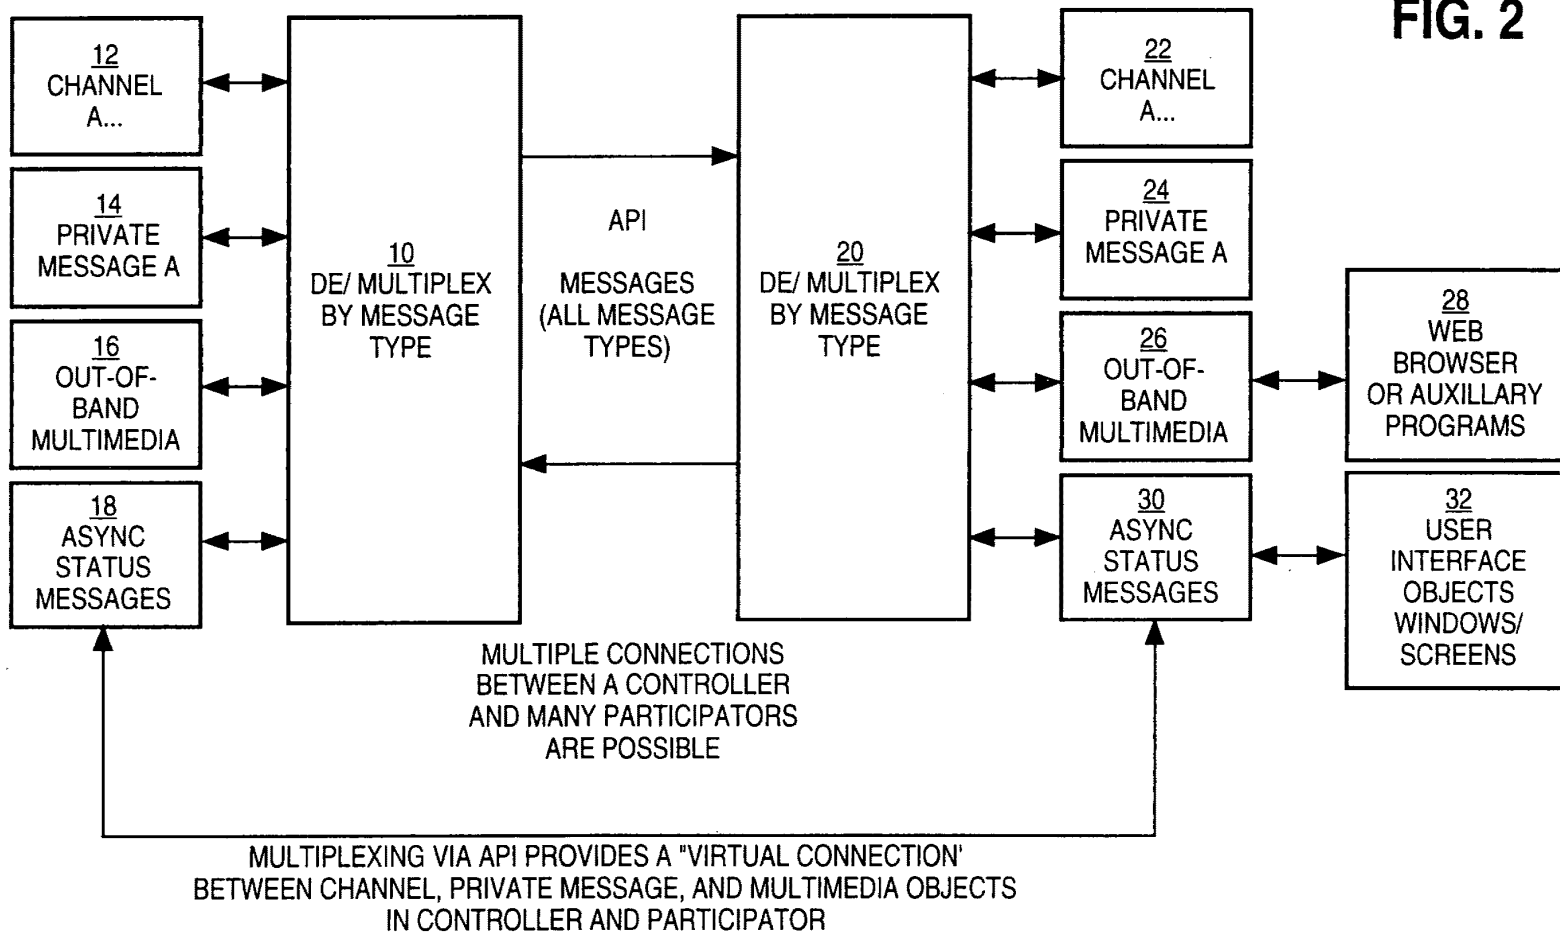 FIG. 2
12
CHANNEL
A...
14
PRIVATE
MESSAGE A
16
OUT-OF-
BAND
MULTIMEDIA
18
ASYNC
STATUS
MESSAGES
10
DE/ MULTIPLEX
BY MESSAGE
TYPE
API
MESSAGES
(ALL MESSAGE
TYPES)
20
DE/ MULTIPLEX
BY MESSAGE
TYPE
22
CHANNEL
A...
24
PRIVATE
MESSAGE A
26
OUT-OF-
BAND
MULTIMEDIA
30
ASYNC
STATUS
MESSAGES
28
WEB
BROWSER
OR AUXILLARY
PROGRAMS
32
USER
INTERFACE
OBJECTS
WINDOWS/
SCREENS
MULTIPLE CONNECTIONS
BETWEEN A CONTROLLER
AND MANY PARTICIPATORS
ARE POSSIBLE
MULTIPLEXING VIA API PROVIDES A "VIRTUAL CONNECTION'
BETWEEN CHANNEL, PRIVATE MESSAGE, AND MULTIMEDIA OBJECTS
IN CONTROLLER AND PARTICIPATOR